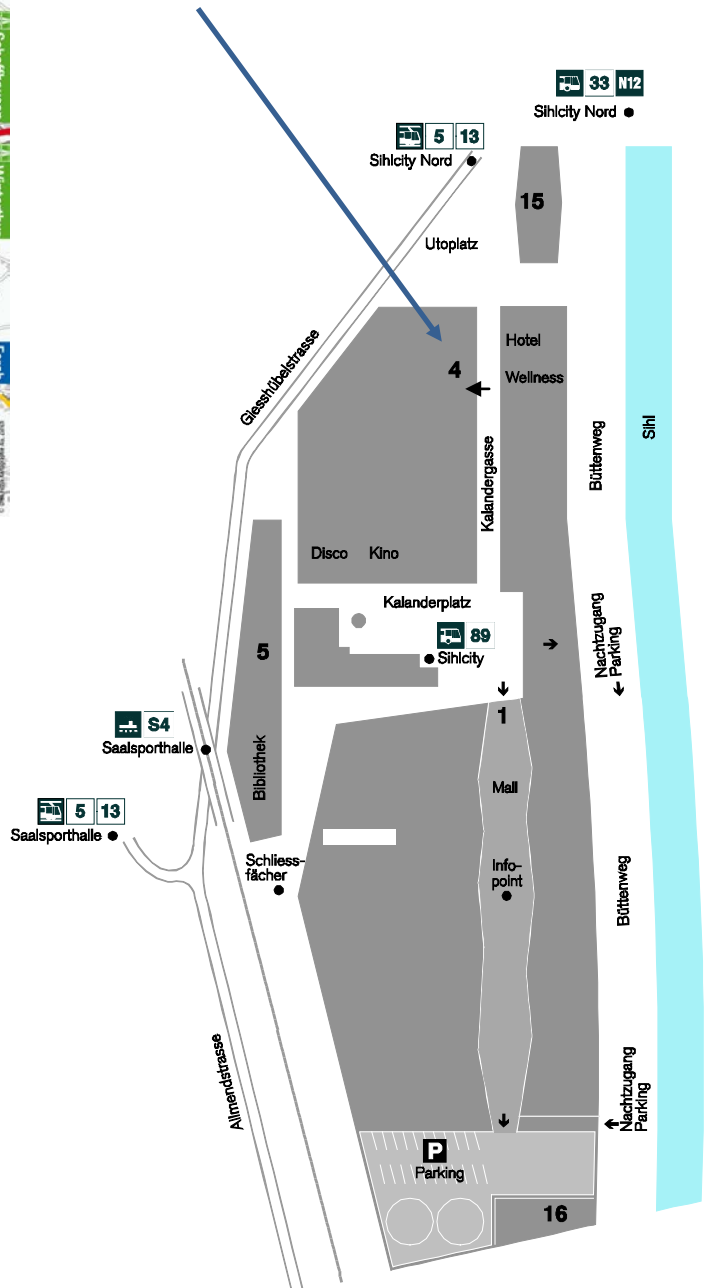 33 N12
Sihlcity Nord
5 13
Sihlcity Nord
15
Utoplatz
Hotel
4
Wellness
Giesshübelstrasse
Kalandergasse
Büttenweg
Sihl
Disco Kino
Kalanderplatz
89
Sihlcity
5
Nachtzugang
Parking
S4
Saalsporthalle
1
Bibliothek
Mall
5 13
Saalsporthalle
Schliess-
fächer
Info-
point
Büttenweg
Allmendstrasse
Nachtzugang
Parking
P
Parking
16